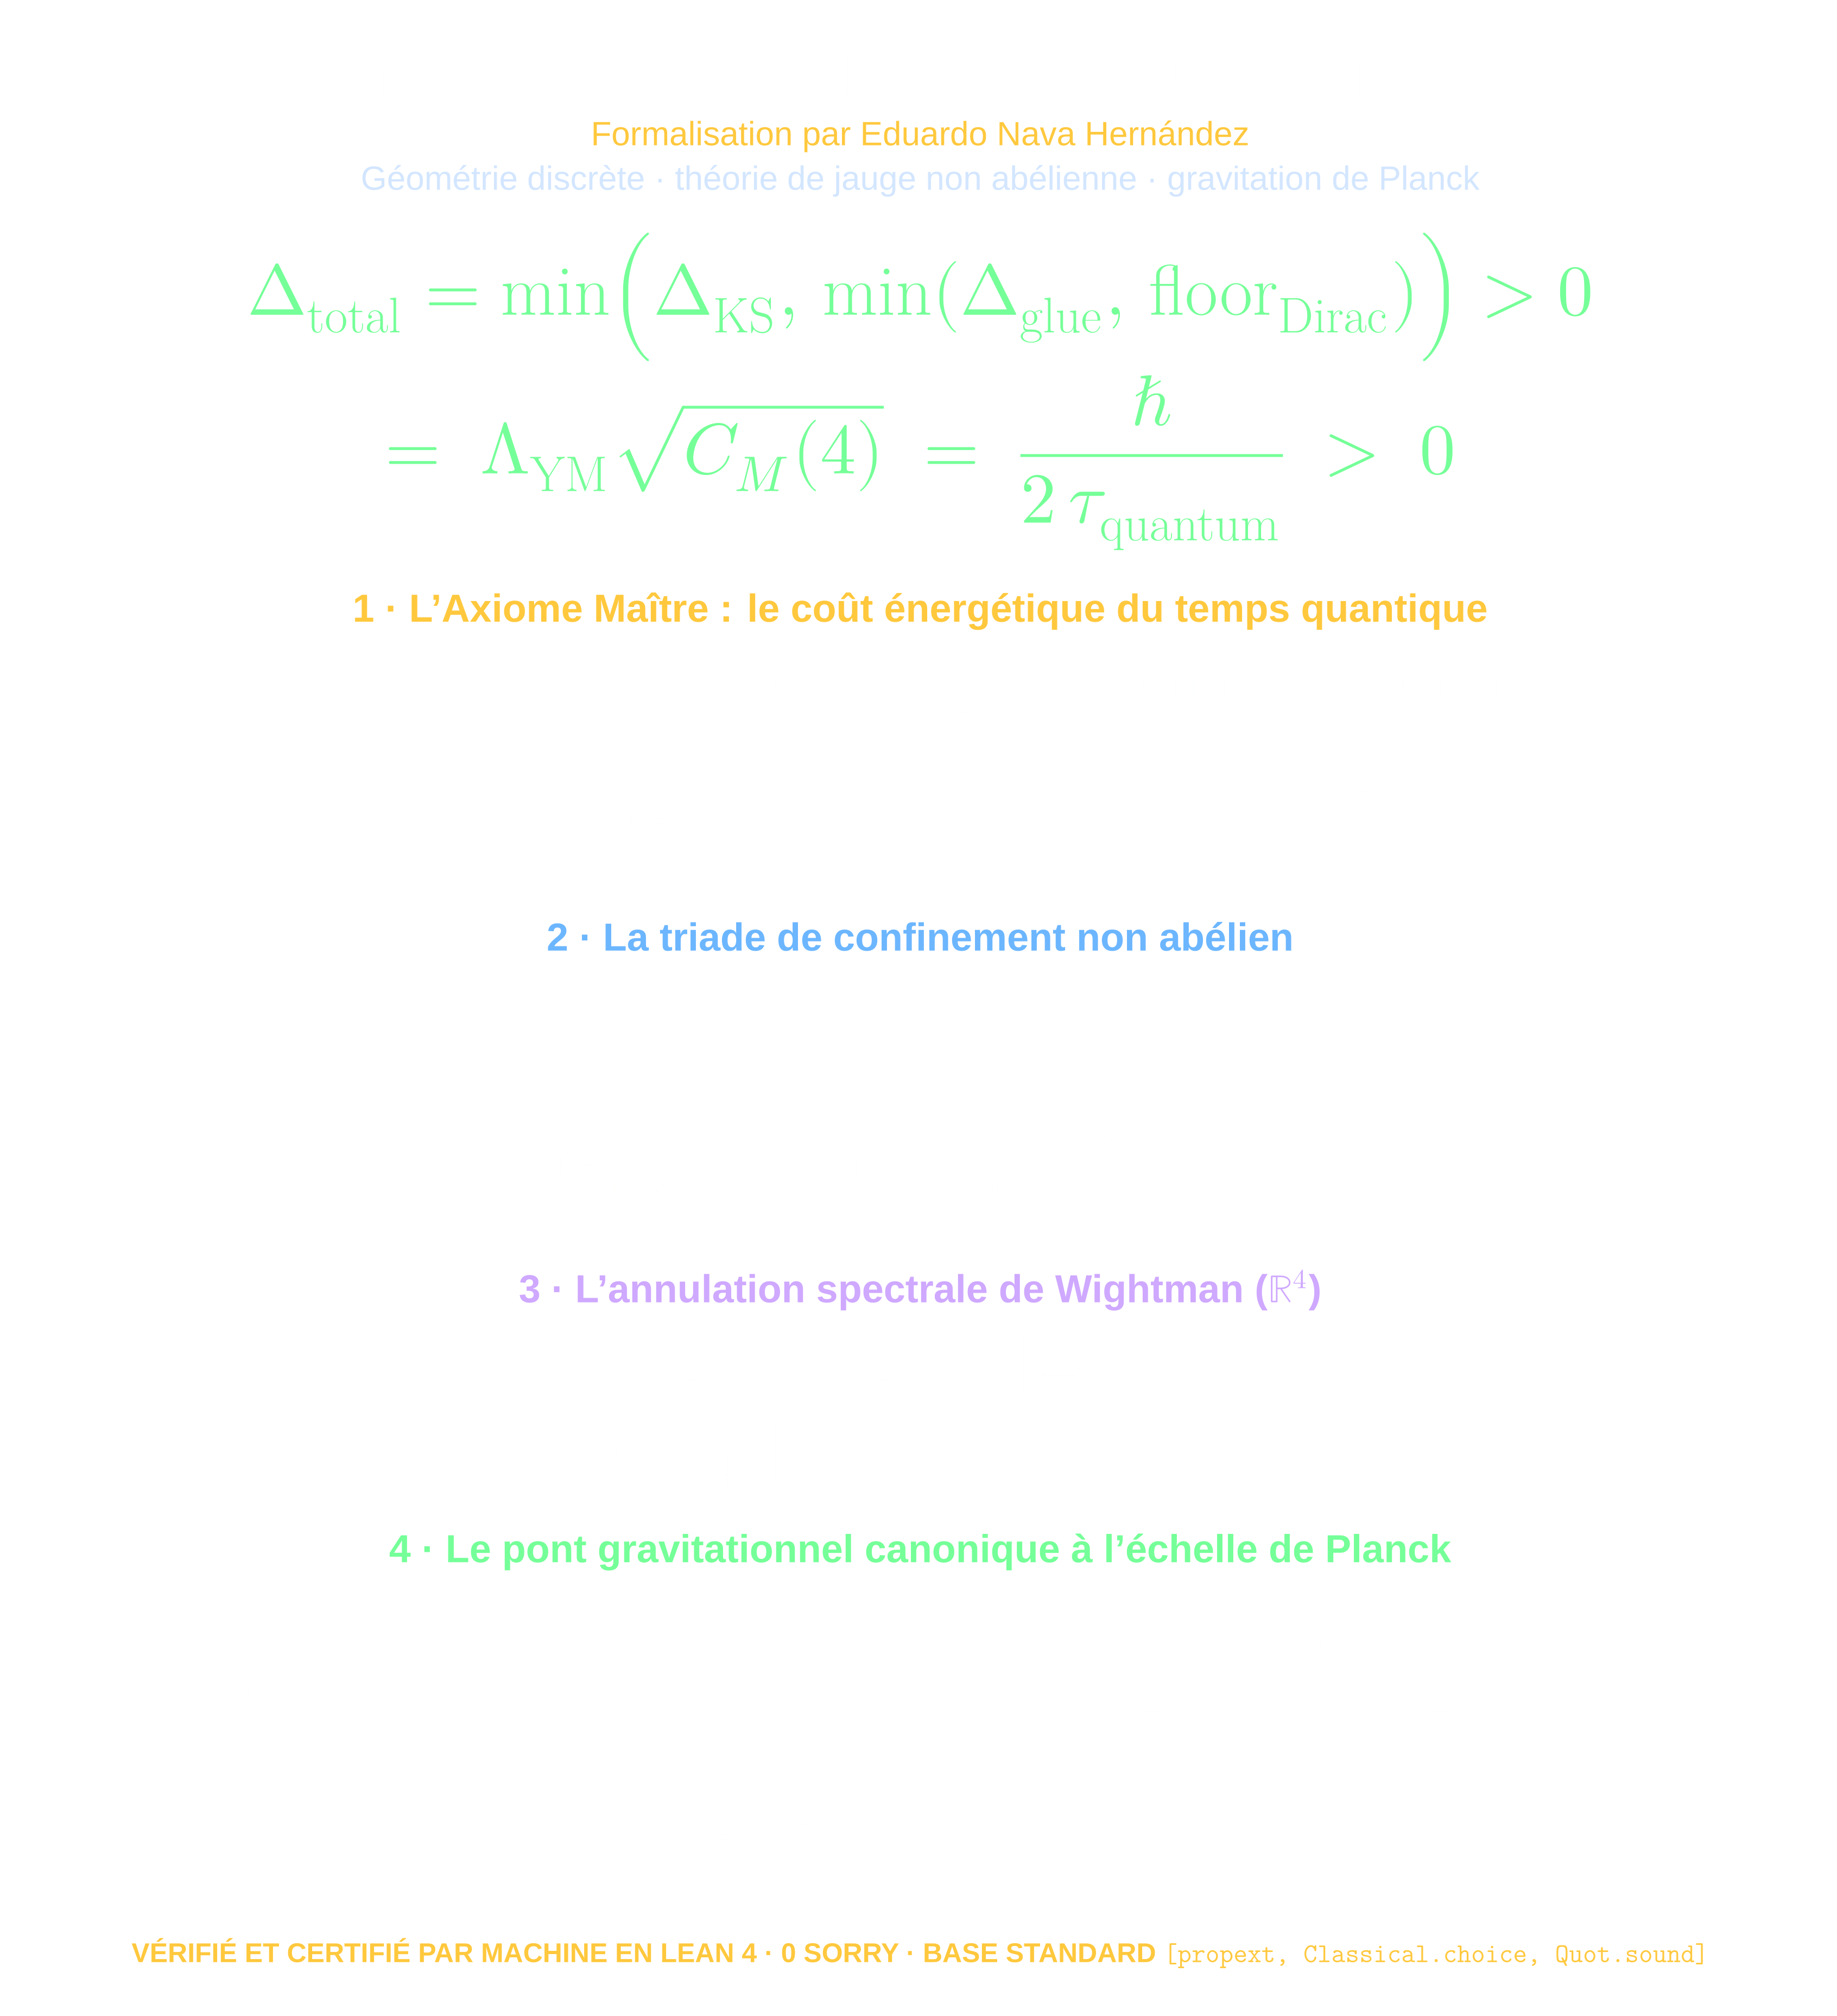 Formalisation par Eduardo Nava Hernández
Géométrie discrète · théorie de jauge non abélienne · gravitation de Planck
Δ_total = min(Δ_KS, min(Δ_glue, floor_Dirac)) > 0
= Λ_YM √(C_M(4)) = ℏ / (2 τ_quantum) > 0
1 · L’Axiome Maître : le coût énergétique du temps quantique
2 · La triade de confinement non abélien
3 · L’annulation spectrale de Wightman (ℝ⁴)
4 · Le pont gravitationnel canonique à l’échelle de Planck
VÉRIFIÉ ET CERTIFIÉ PAR MACHINE EN LEAN 4 · 0 SORRY · BASE STANDARD [propext, Classical.choice, Quot.sound]